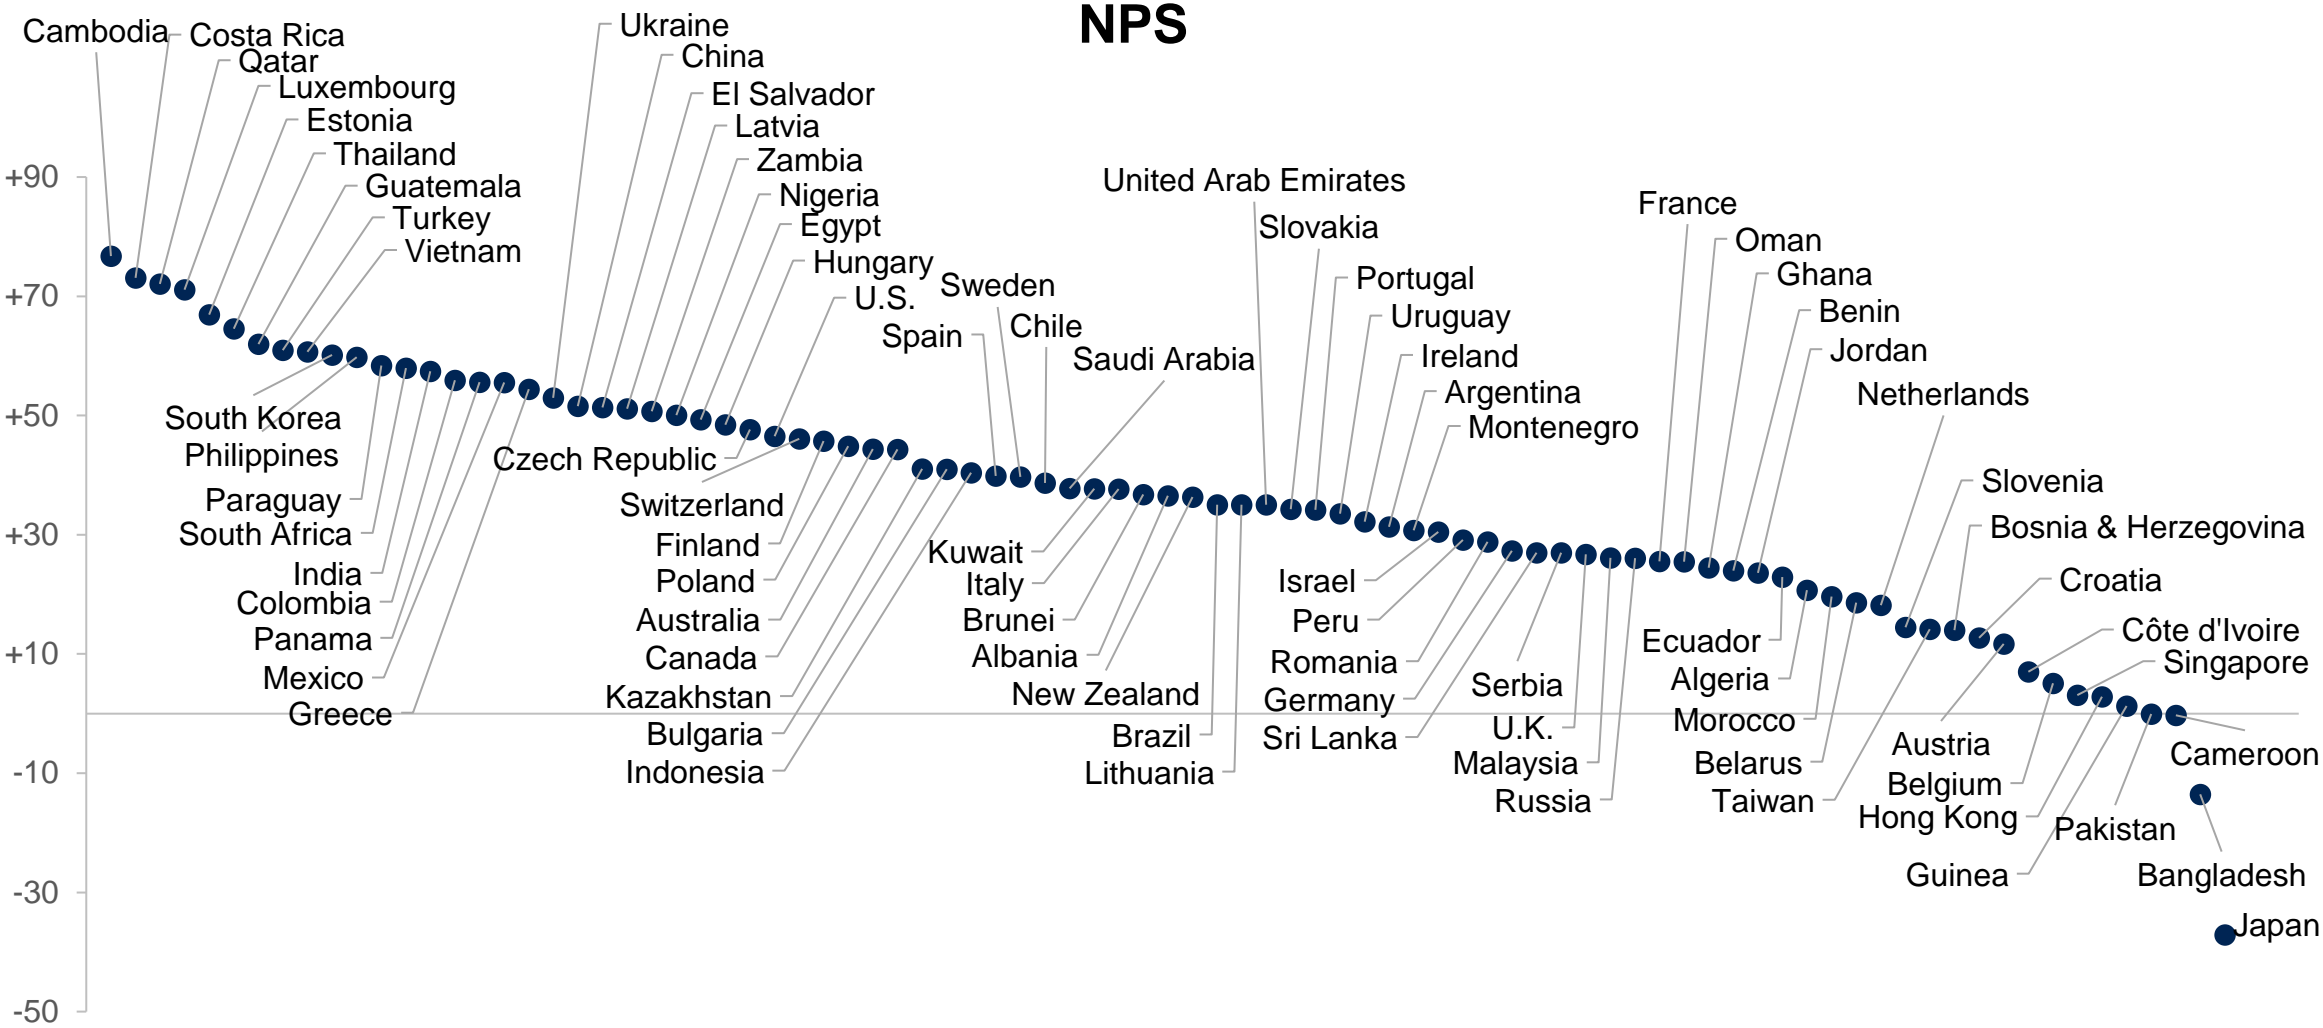 NPS
Cambodia
Costa Rica
Qatar
Luxembourg
Estonia
Thailand
Guatemala
Turkey
Vietnam
South Korea
Philippines
Paraguay
South Africa
India
Colombia
Panama
Mexico
Greece
Ukraine
China
El Salvador
Latvia
Zambia
Nigeria
Egypt
Hungary
Czech Republic
U.S.
Switzerland
Finland
Poland
Australia
Canada
Kazakhstan
Bulgaria
Indonesia
Spain
Sweden
Chile
Saudi Arabia
Kuwait
Italy
Brunei
Albania
New Zealand
Brazil
Lithuania
United Arab Emirates
Slovakia
Portugal
Uruguay
Ireland
Argentina
Montenegro
Israel
Peru
Romania
Germany
Sri Lanka
Serbia
U.K.
Malaysia
Russia
France
Oman
Ghana
Benin
Jordan
Ecuador
Algeria
Morocco
Belarus
Netherlands
Slovenia
Taiwan
Bosnia & Herzegovina
Croatia
Austria
Côte d'Ivoire
Belgium
Singapore
Hong Kong
Guinea
Pakistan
Cameroon
Bangladesh
Japan
+90
+70
+50
+30
+10
-10
-30
-50